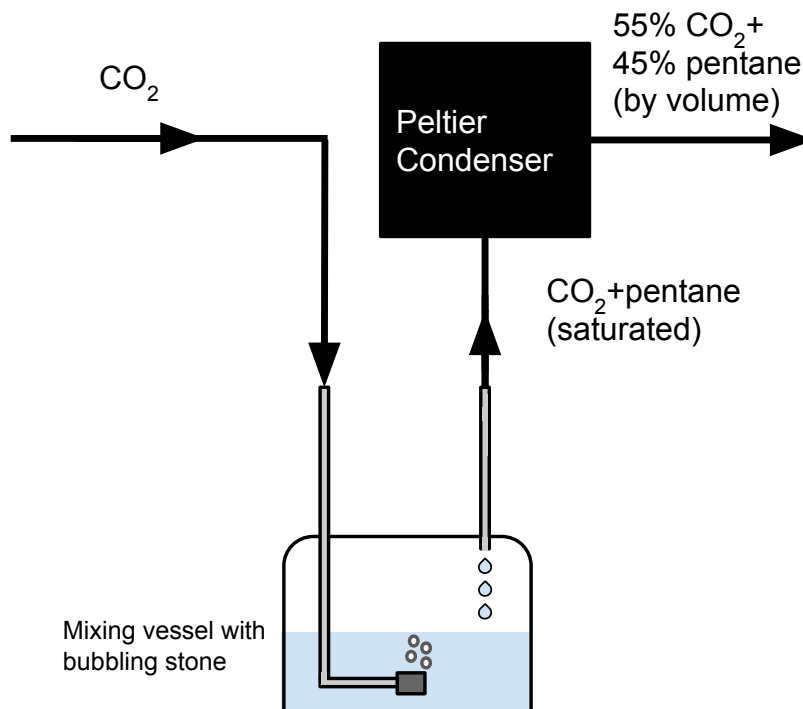 CO₂
55% CO₂+
45% pentane
(by volume)
Peltier
Condenser
CO₂+pentane
(saturated)
Mixing vessel with
bubbling stone